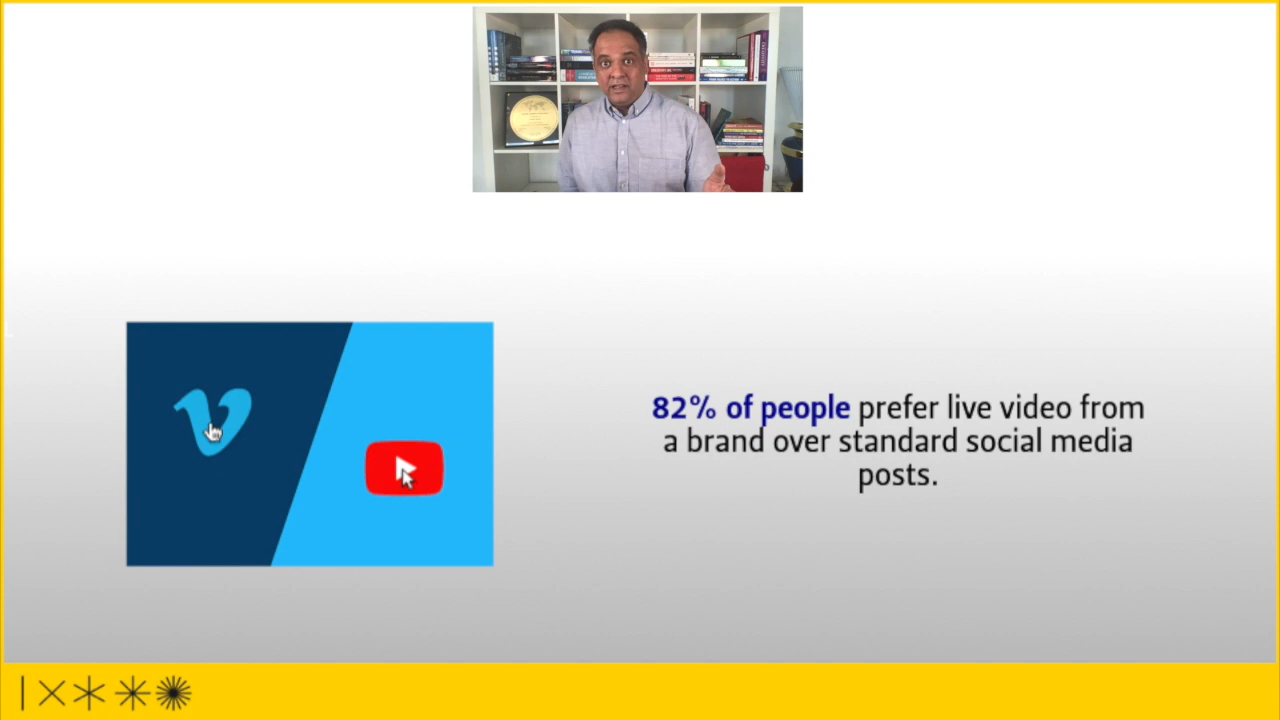 82% of people prefer live video from
a brand over standard social media
posts.